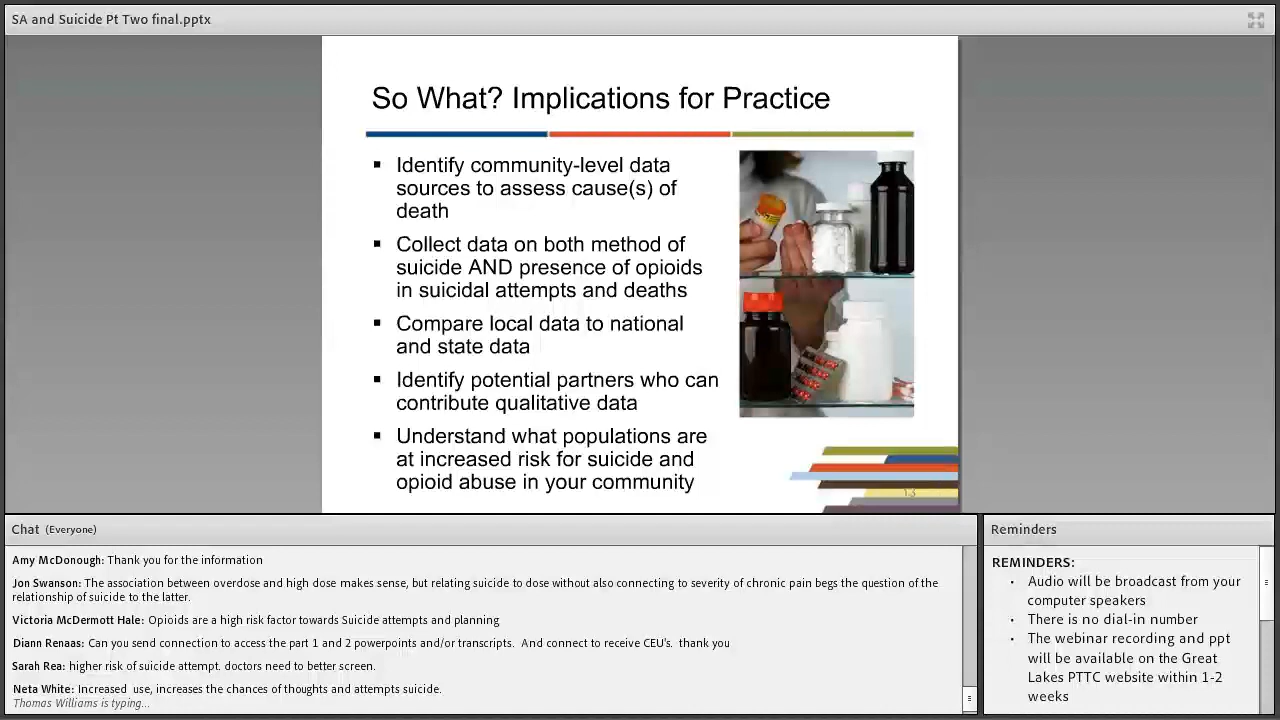 SA and Suicide Pt Two final.pptx
So What? Implications for Practice
▪ Identify community-level data
sources to assess cause(s) of
death
▪ Collect data on both method of
suicide AND presence of opioids
in suicidal attempts and deaths
▪ Compare local data to national
and state data
▪ Identify potential partners who can
contribute qualitative data
▪ Understand what populations are
at increased risk for suicide and
opioid abuse in your community
13
Chat (Everyone)
Amy McDonough: Thank you for the information
Jon Swanson: The association between overdose and high dose makes sense, but relating suicide to dose without also connecting to severity of chronic pain begs the question of the
relationship of suicide to the latter.
Victoria McDermott Hale: Opioids are a high risk factor towards Suicide attempts and planning
Diann Renaas: Can you send connection to access the part 1 and 2 powerpoints and/or transcripts. And connect to receive CEU's. thank you
Sarah Rea: higher risk of suicide attempt. doctors need to better screen.
Neta White: Increased use, increases the chances of thoughts and attempts suicide.
Thomas Williams is typing...
Reminders
REMINDERS:
• Audio will be broadcast from your
computer speakers
• There is no dial-in number
• The webinar recording and ppt
will be available on the Great
Lakes PTTC website within 1-2
weeks